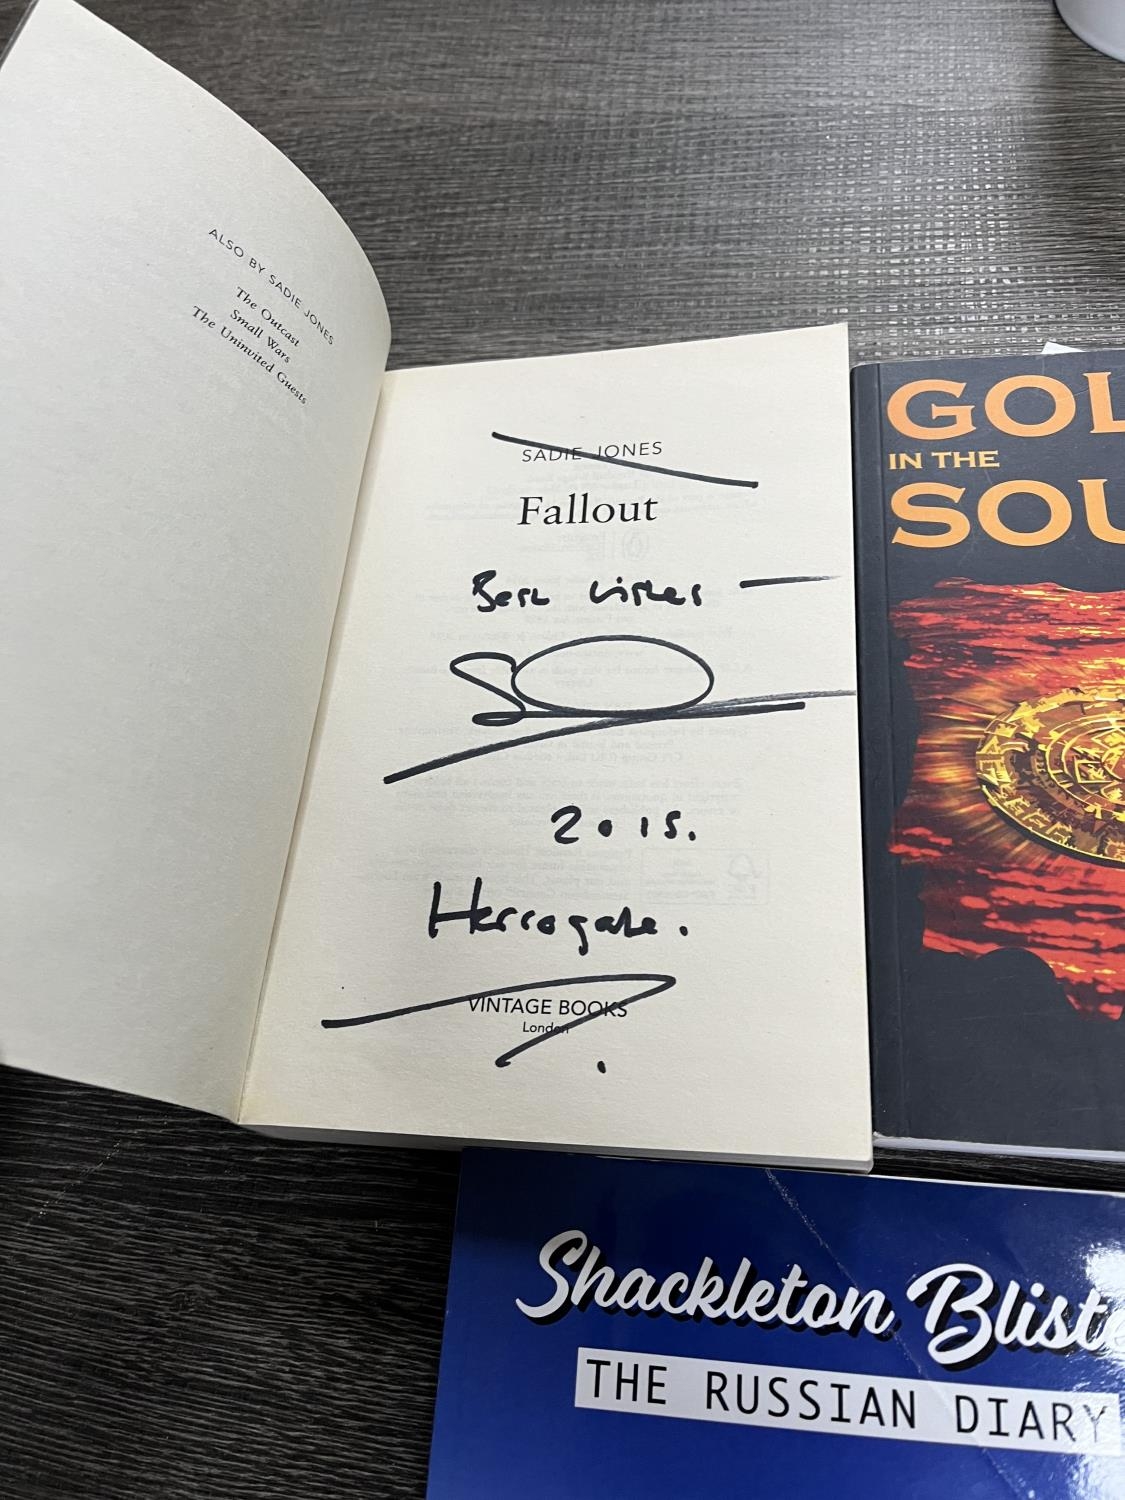 ALSO BY SADIE JONES
The Outcast
Small Wars
The Uninvited Guests
SADIE JONES
Fallout
Best wishes —
2015.
Harrogate.
VINTAGE BOOKS
London
GOL
IN THE
SOU
Shackleton Bliste
THE RUSSIAN DIARY